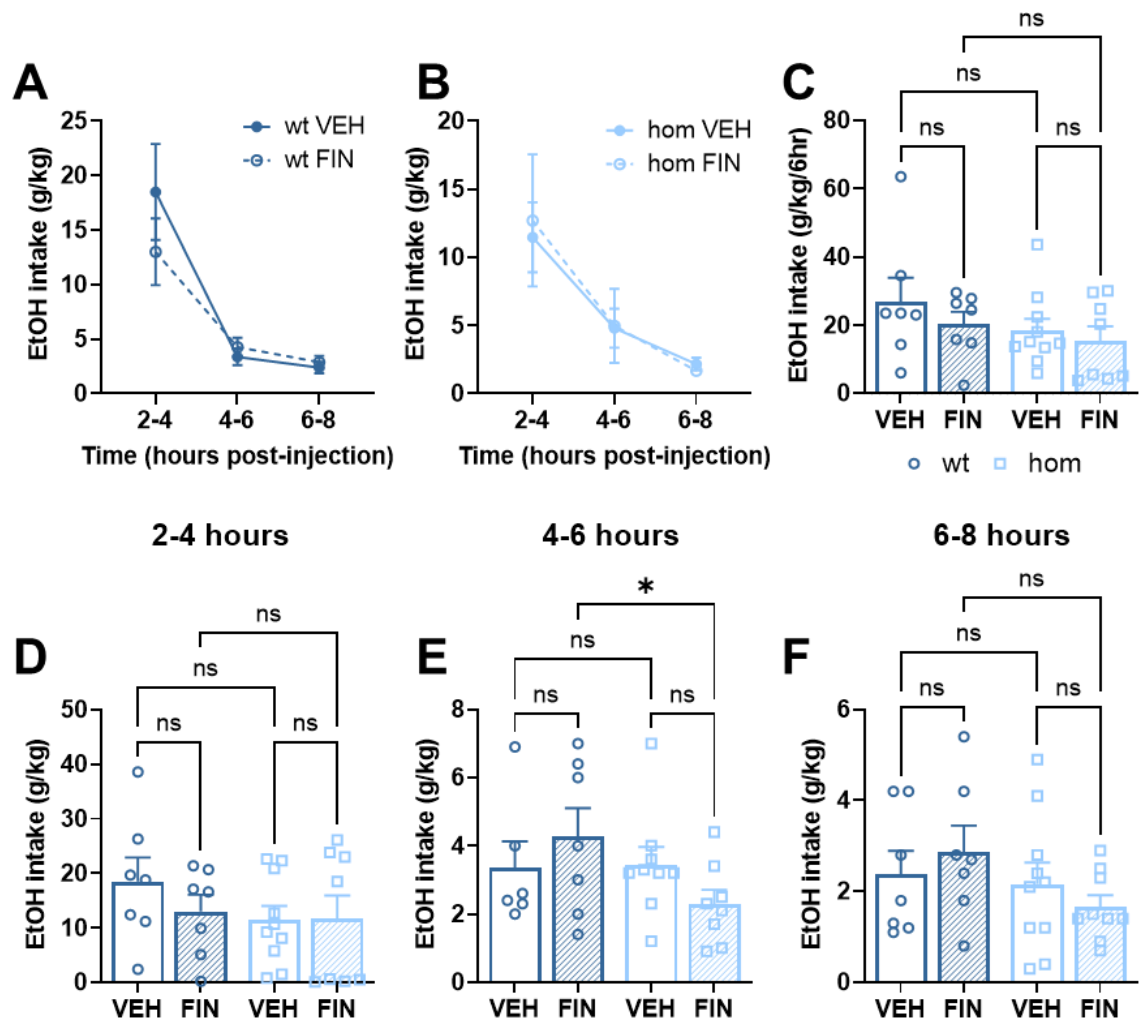 A
EtOH intake (g/kg)
25
20
15
10
5
0
wt VEH
wt FIN
2-4 4-6 6-8
Time (hours post-injection)
B
EtOH intake (g/kg)
20
15
10
5
0
hom VEH
hom FIN
2-4 4-6 6-8
Time (hours post-injection)
C
ns
ns
ns ns
EtOH intake (g/kg/6hr)
80
60
40
20
0
VEH FIN VEH FIN
wt hom
2-4 hours
D
ns
ns
ns ns
EtOH intake (g/kg)
50
40
30
20
10
0
VEH FIN VEH FIN
4-6 hours
E
*
ns
ns ns
EtOH intake (g/kg)
8
6
4
2
0
VEH FIN VEH FIN
6-8 hours
F
ns
ns
ns ns
EtOH intake (g/kg)
6
4
2
0
VEH FIN VEH FIN